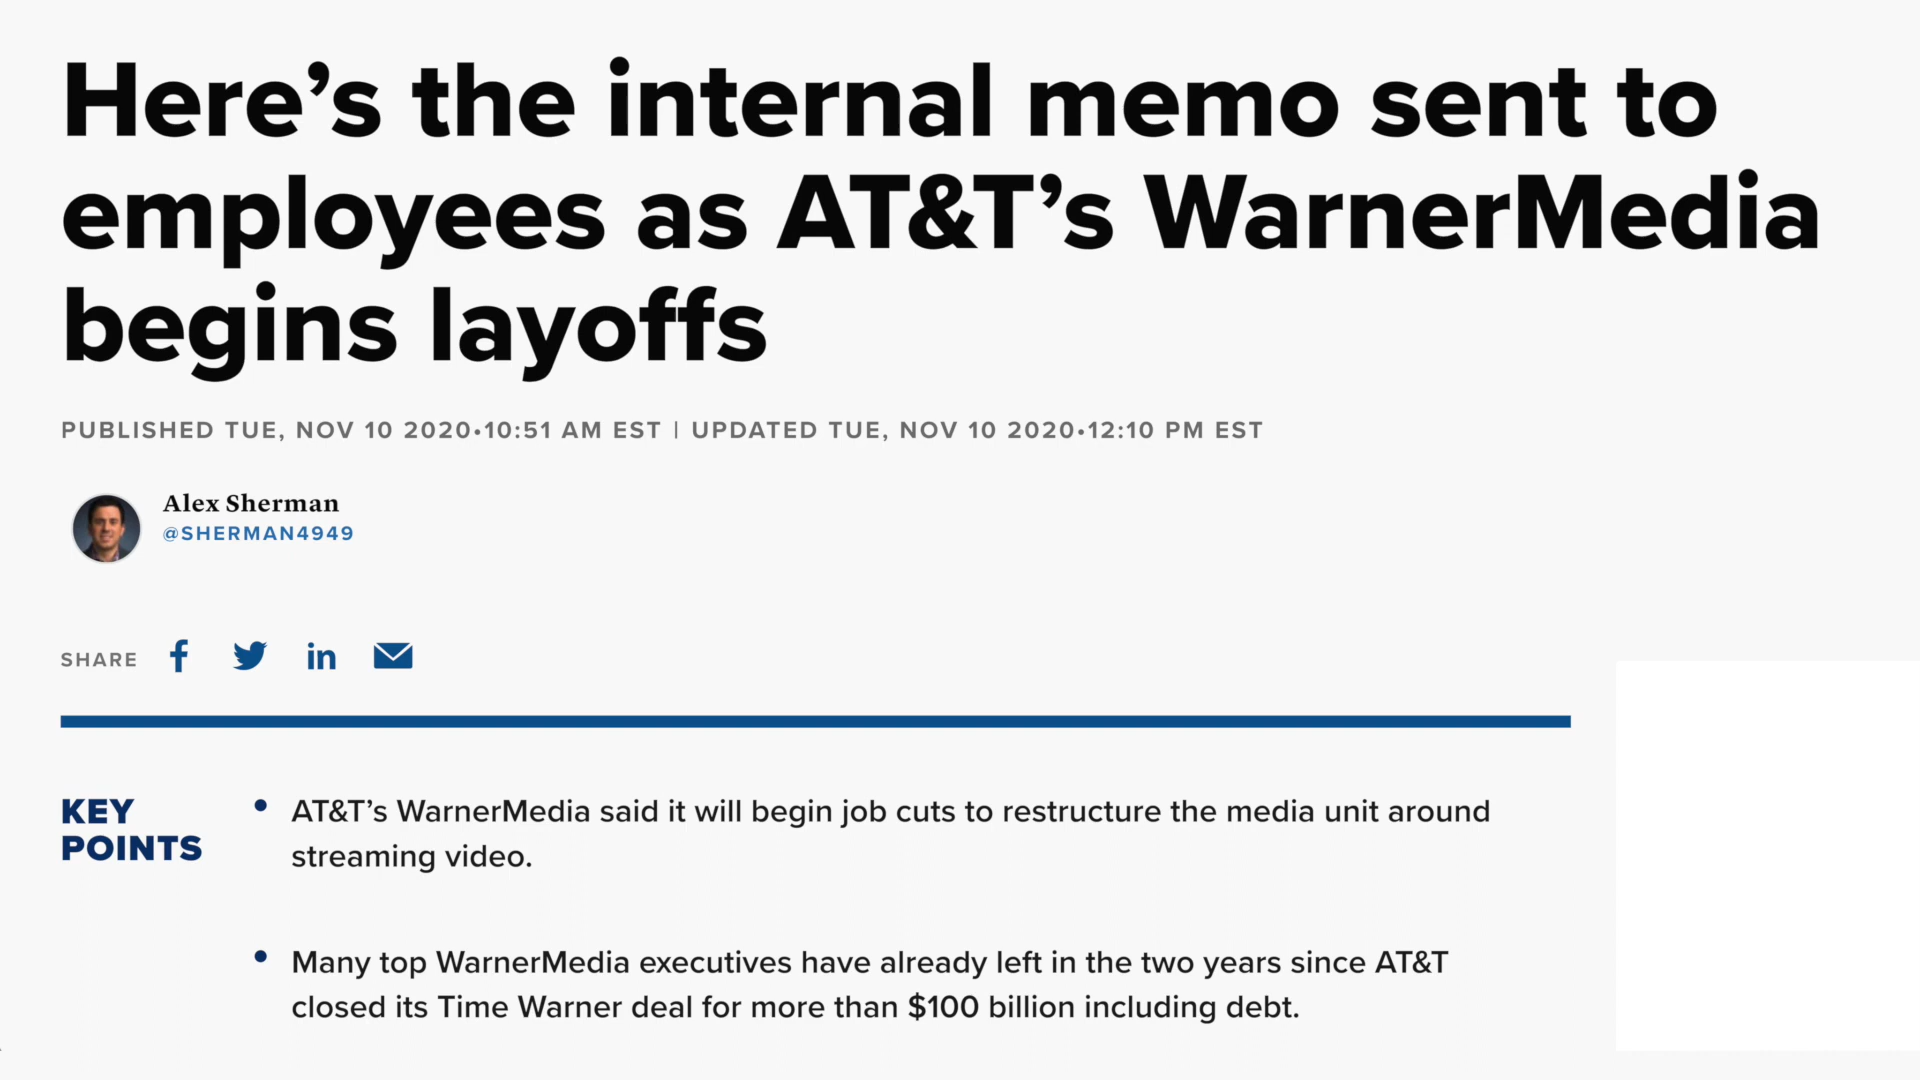 Here’s the internal memo sent to
employees as AT&T’s WarnerMedia
begins layoffs
PUBLISHED TUE, NOV 10 2020•10:51 AM EST | UPDATED TUE, NOV 10 2020•12:10 PM EST
Alex Sherman
@SHERMAN4949
SHARE
KEY
POINTS
• AT&T’s WarnerMedia said it will begin job cuts to restructure the media unit around
streaming video.
• Many top WarnerMedia executives have already left in the two years since AT&T
closed its Time Warner deal for more than $100 billion including debt.